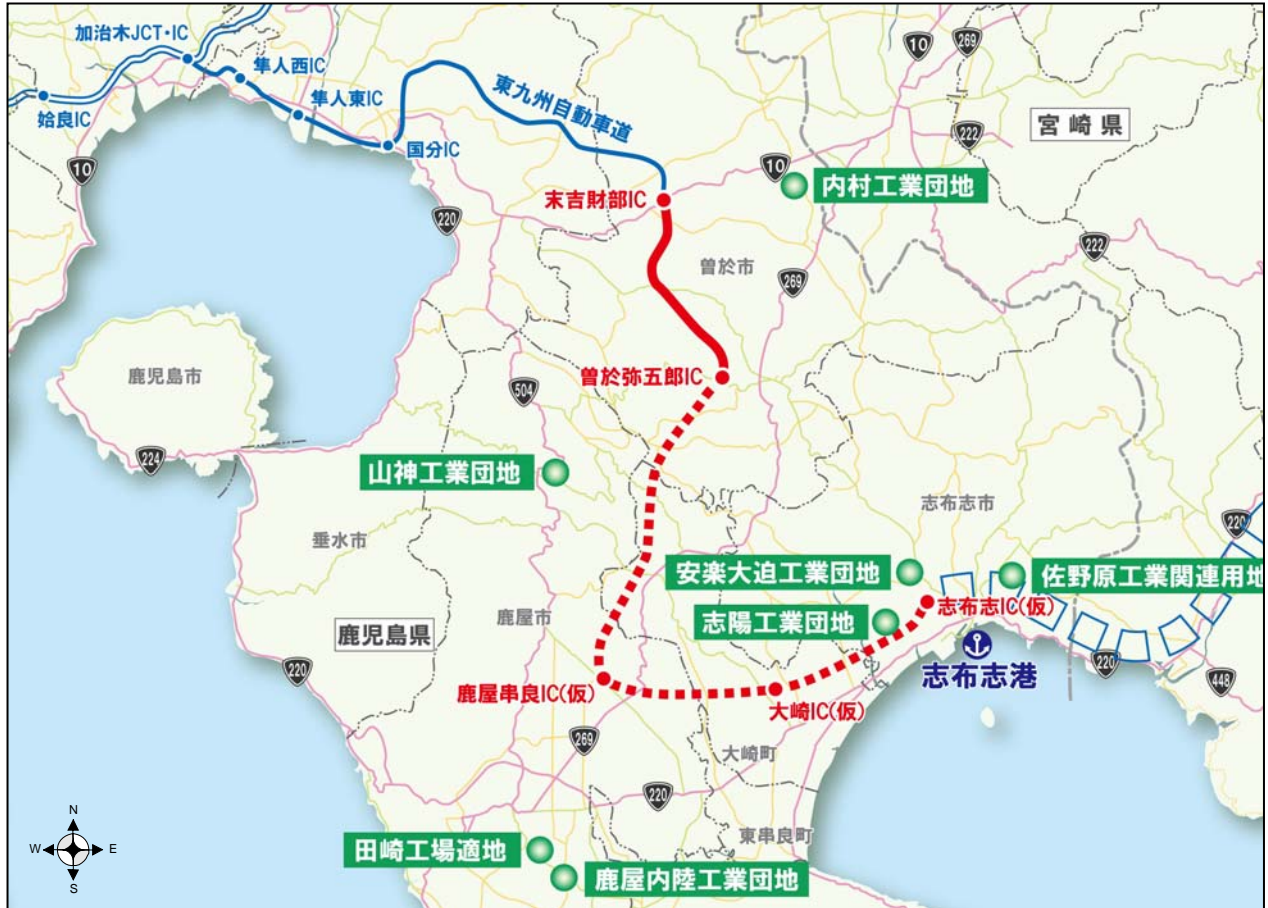 加治木JCT・IC
隼人西IC
姶良IC
隼人東IC
国分IC
東九州自動車道
10
269
222
宮崎県
222
10
10
内村工業団地
末吉財部IC
220
222
曽於市
269
鹿児島市
曽於弥五郎IC
504
224
山神工業団地
志布志市
220
垂水市
安楽大迫工業団地
佐野原工業関連用地
志布志IC(仮)
志陽工業団地
鹿屋市
鹿児島県
220
志布志港
220
448
鹿屋串良IC(仮)
大崎IC(仮)
269
大崎町
220
東串良町
N
W
E
S
田崎工場適地
鹿屋内陸工業団地